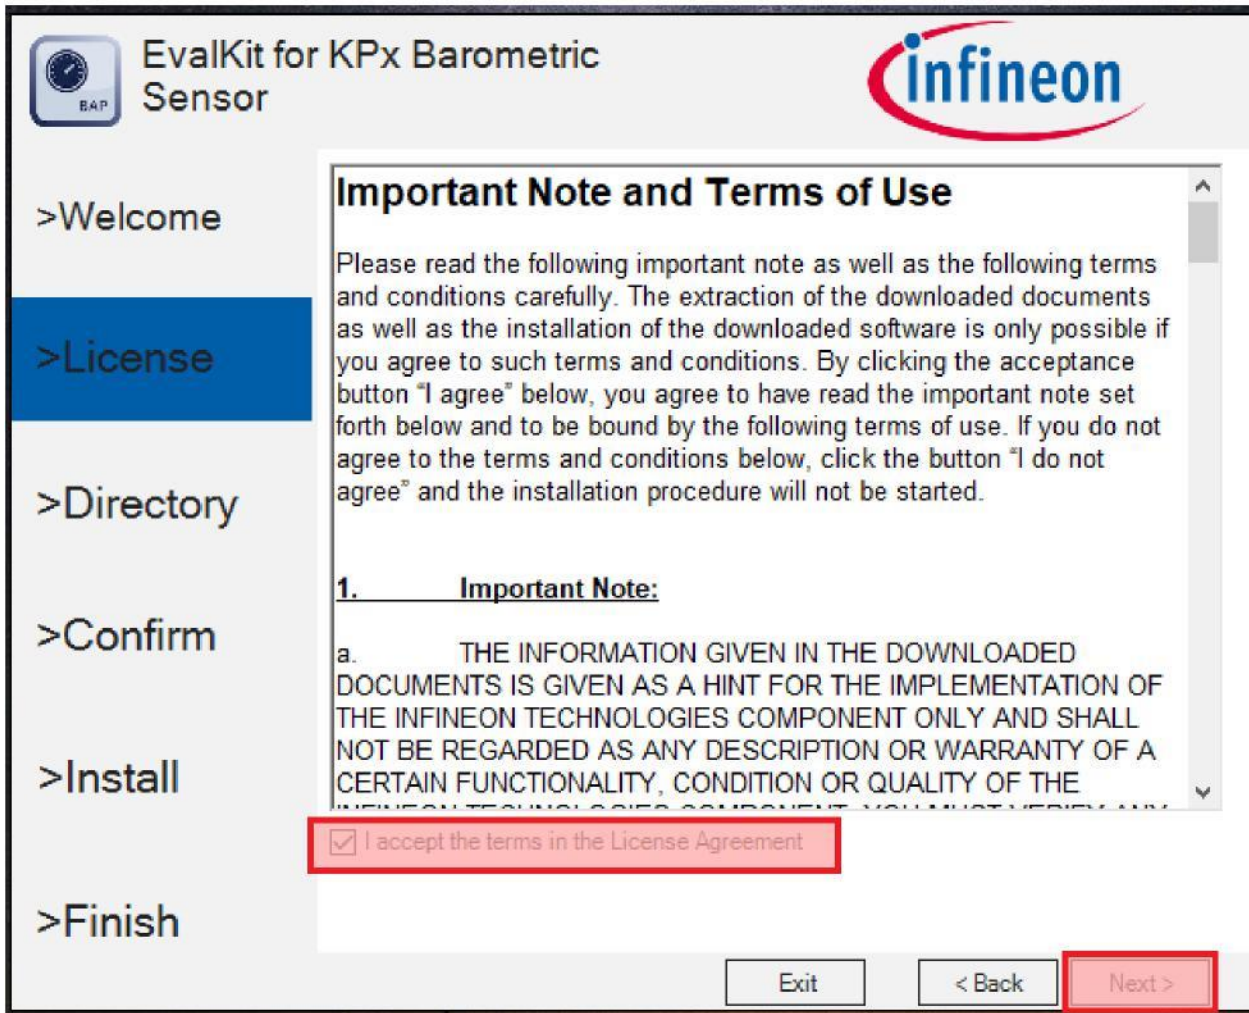 EvalKit for KPx Barometric
Sensor
BAP
infineon
>Welcome
>License
>Directory
>Confirm
>Install
>Finish
Important Note and Terms of Use
Please read the following important note as well as the following terms
and conditions carefully. The extraction of the downloaded documents
as well as the installation of the downloaded software is only possible if
you agree to such terms and conditions. By clicking the acceptance
button “I agree” below, you agree to have read the important note set
forth below and to be bound by the following terms of use. If you do not
agree to the terms and conditions below, click the button “I do not
agree” and the installation procedure will not be started.
1. Important Note:
a. THE INFORMATION GIVEN IN THE DOWNLOADED
DOCUMENTS IS GIVEN AS A HINT FOR THE IMPLEMENTATION OF
THE INFINEON TECHNOLOGIES COMPONENT ONLY AND SHALL
NOT BE REGARDED AS ANY DESCRIPTION OR WARRANTY OF A
CERTAIN FUNCTIONALITY, CONDITION OR QUALITY OF THE
INFINEON TECHNOLOGIES COMPONENT. YOU MUST VERIFY ANY
I accept the terms in the License Agreement
Exit
< Back
Next >